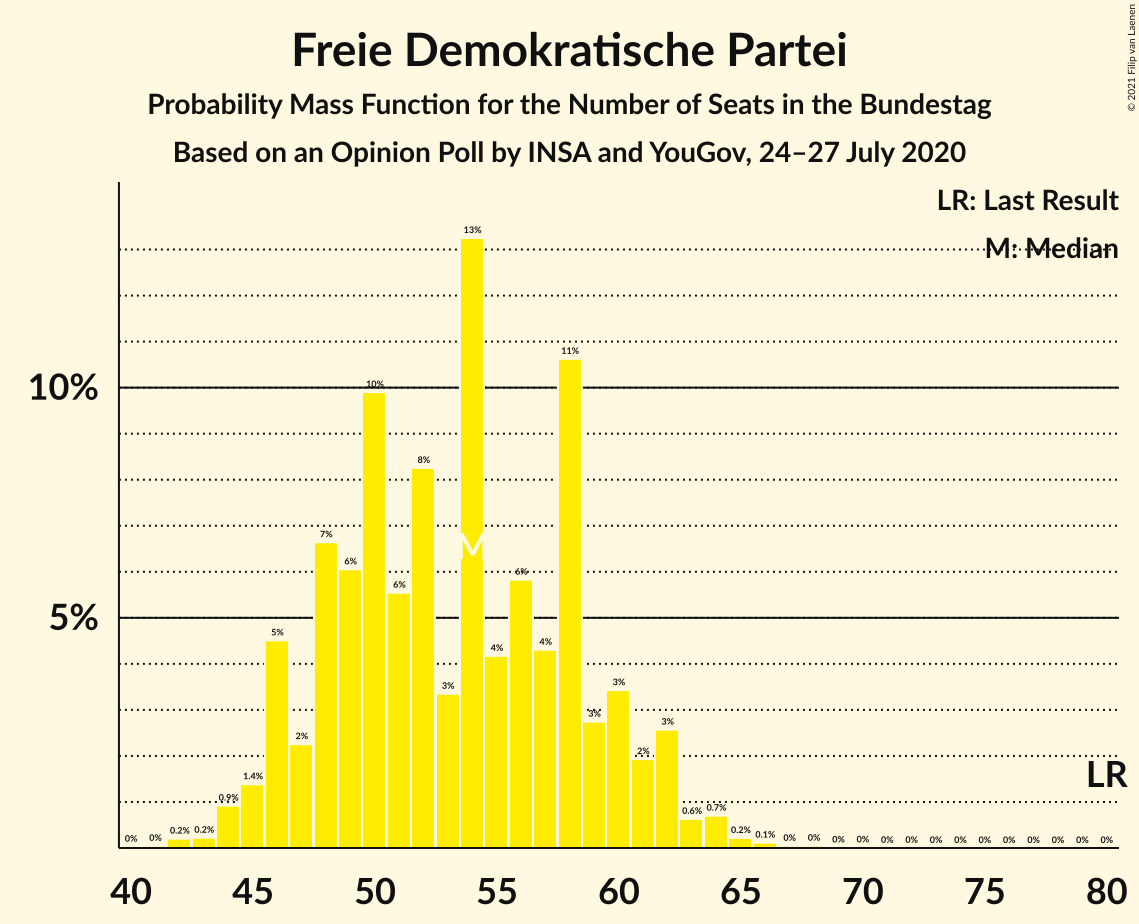 Freie Demokratische Partei
Probability Mass Function for the Number of Seats in the Bundestag
Based on an Opinion Poll by INSA and YouGov, 24–27 July 2020
© 2021 Filip van Laenen
LR: Last Result
M: Median
10%
5%
0% 0% 0.2% 0.2% 0.9% 1.4% 5% 2% 7% 6% 10% 6% 8% 3% 13% 4% 6% 4% 11% 3% 3% 2% 3% 0.6% 0.7% 0.2% 0.1% 0% 0% 0% 0% 0% 0% 0% 0% 0% 0% 0% 0% 0% 0%
M
LR
40 45 50 55 60 65 70 75 80